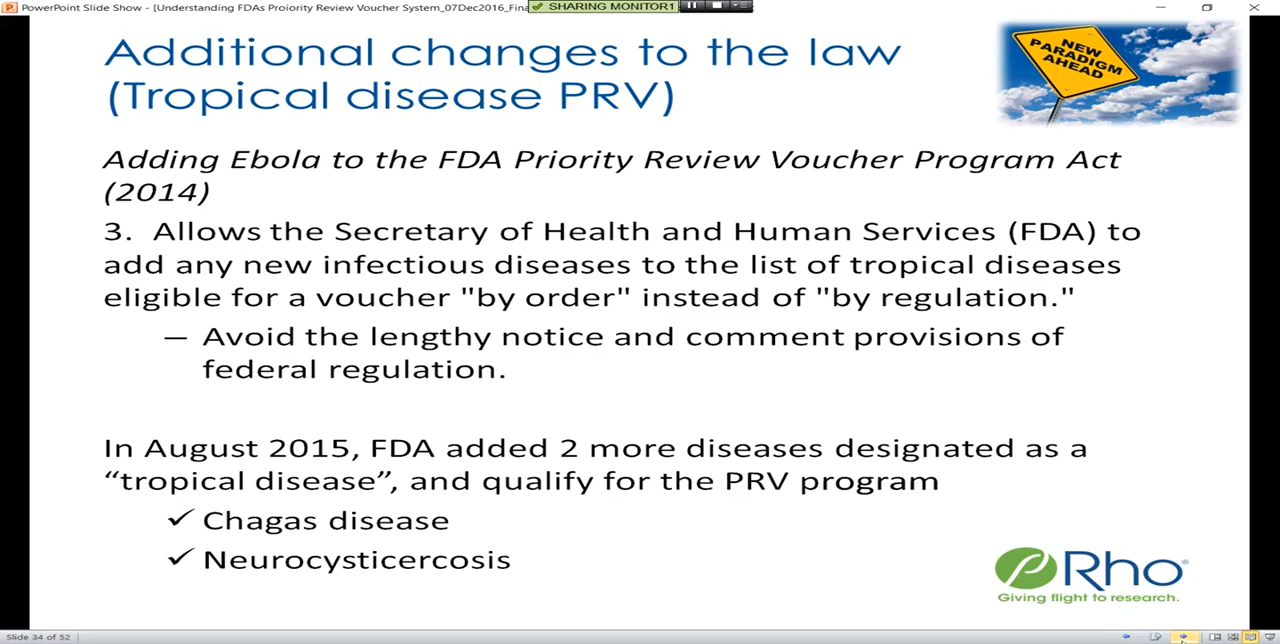 PowerPoint Slide Show - [Understanding FDAs Proiority Review Voucher System_07Dec2016_Fina
SHARING MONITOR1
Additional changes to the law
(Tropical disease PRV)
NEW
PARADIGM
AHEAD
Adding Ebola to the FDA Priority Review Voucher Program Act
(2014)
3. Allows the Secretary of Health and Human Services (FDA) to
add any new infectious diseases to the list of tropical diseases
eligible for a voucher "by order" instead of "by regulation."
— Avoid the lengthy notice and comment provisions of
federal regulation.
In August 2015, FDA added 2 more diseases designated as a
“tropical disease”, and qualify for the PRV program
✓ Chagas disease
✓ Neurocysticercosis
Rho®
Giving flight to research.
Slide 34 of 52